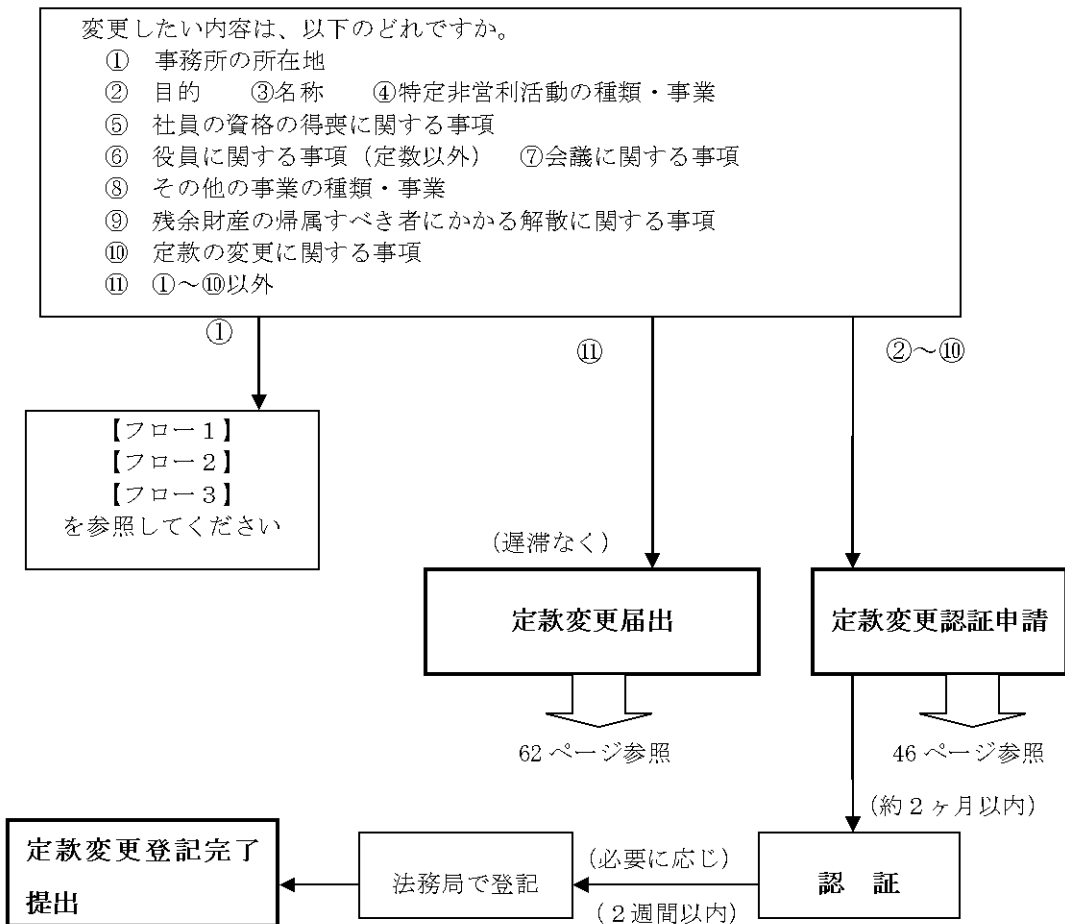 変更したい内容は、以下のどれですか。
① 事務所の所在地
② 目的 ③名称 ④特定非営利活動の種類・事業
⑤ 社員の資格の得喪に関する事項
⑥ 役員に関する事項（定数以外） ⑦会議に関する事項
⑧ その他の事業の種類・事業
⑨ 残余財産の帰属すべき者にかかる解散に関する事項
⑩ 定款の変更に関する事項
⑪ ①～⑩以外
①
⑪
②～⑩
【フロー１】
【フロー２】
【フロー３】
を参照してください
（遅滞なく）
定款変更届出
定款変更認証申請
62 ページ参照
46 ページ参照
（約２ヶ月以内）
認 証
（必要に応じ）
（２週間以内）
法務局で登記
定款変更登記完了
提出